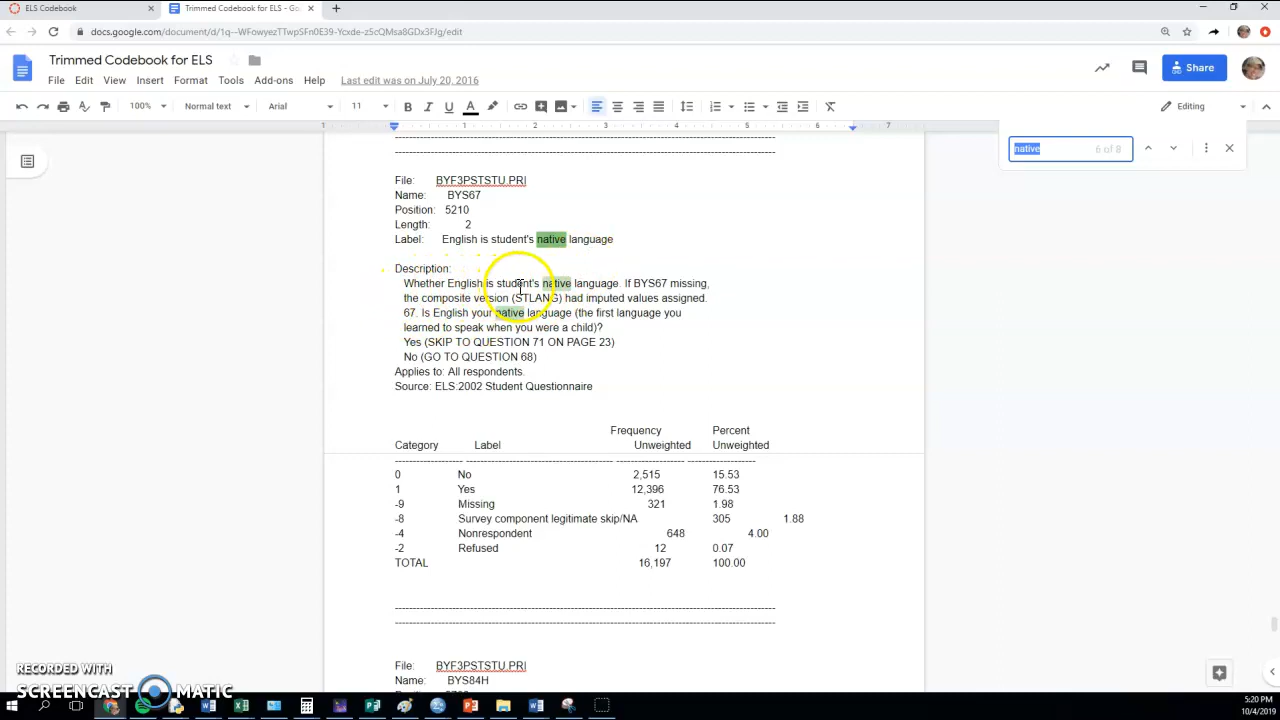 ELS Codebook
Trimmed Codebook for ELS - Go
docs.google.com/document/d/1q--WFowyezTTwpSFn0E39-Ycxde-z5cQMsa8GDx3FJg/edit
Trimmed Codebook for ELS
File Edit View Insert Format Tools Add-ons Help Last edit was on July 20, 2016
Share
100% Normal text Arial 11 B I U A Editing
1 1 2 3 4 5 6 7
native 6 of 8
File: BYF3PSTSTU.PRI
Name: BYS67
Position: 5210
Length: 2
Label: English is student's native language
Description:
Whether English is student's native language. If BYS67 missing,
the composite version (STLANG) had imputed values assigned.
67. Is English your native language (the first language you
learned to speak when you were a child)?
Yes (SKIP TO QUESTION 71 ON PAGE 23)
No (GO TO QUESTION 68)
Applies to: All respondents.
Source: ELS:2002 Student Questionnaire
Frequency Percent
Category Label Unweighted Unweighted
0 No 2,515 15.53
1 Yes 12,396 76.53
-9 Missing 321 1.98
-8 Survey component legitimate skip/NA 305 1.88
-4 Nonrespondent 648 4.00
-2 Refused 12 0.07
TOTAL 16,197 100.00
File: BYF3PSTSTU.PRI
Name: BYS84H
RECORDED WITH
SCREENCAST MATIC
5:20 PM
10/4/2019